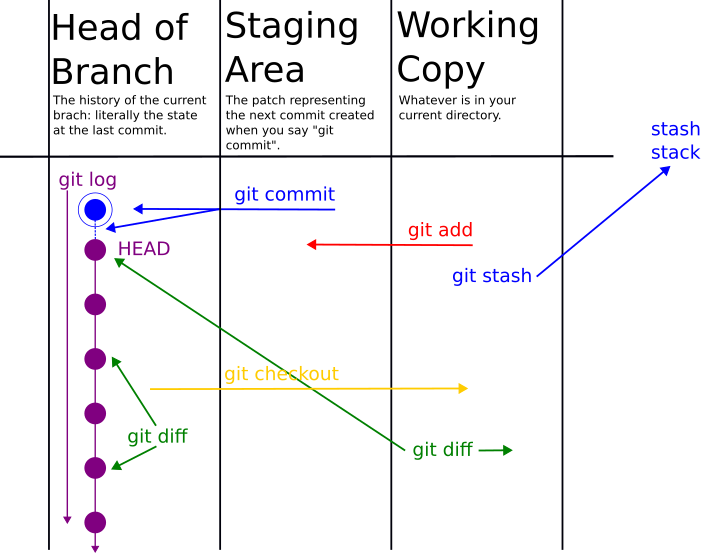 Head of
Branch
The history of the current
brach: literally the state
at the last commit.
Staging
Area
The patch representing
the next commit created
when you say "git
commit".
Working
Copy
Whatever is in your
current directory.
stash
stack
git log
git commit
git add
HEAD
git stash
git checkout
git diff
git diff